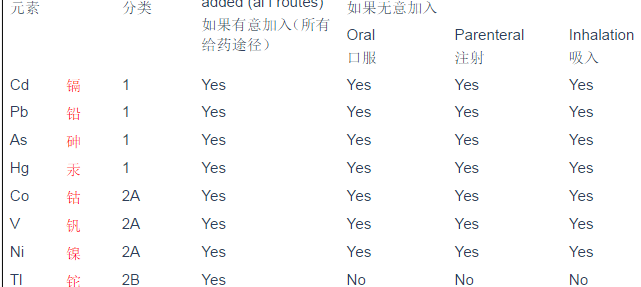 元素 分类 added (all routes) 如果无意加入
如果有意加入（所有
给药途径）
Oral Parenteral Inhalation
口服 注射 吸入
Cd 镉 1 Yes Yes Yes Yes
Pb 铅 1 Yes Yes Yes Yes
As 砷 1 Yes Yes Yes Yes
Hg 汞 1 Yes Yes Yes Yes
Co 钴 2A Yes Yes Yes Yes
V 钒 2A Yes Yes Yes Yes
Ni 镍 2A Yes Yes Yes Yes
Tl 铊 2B Yes No No No